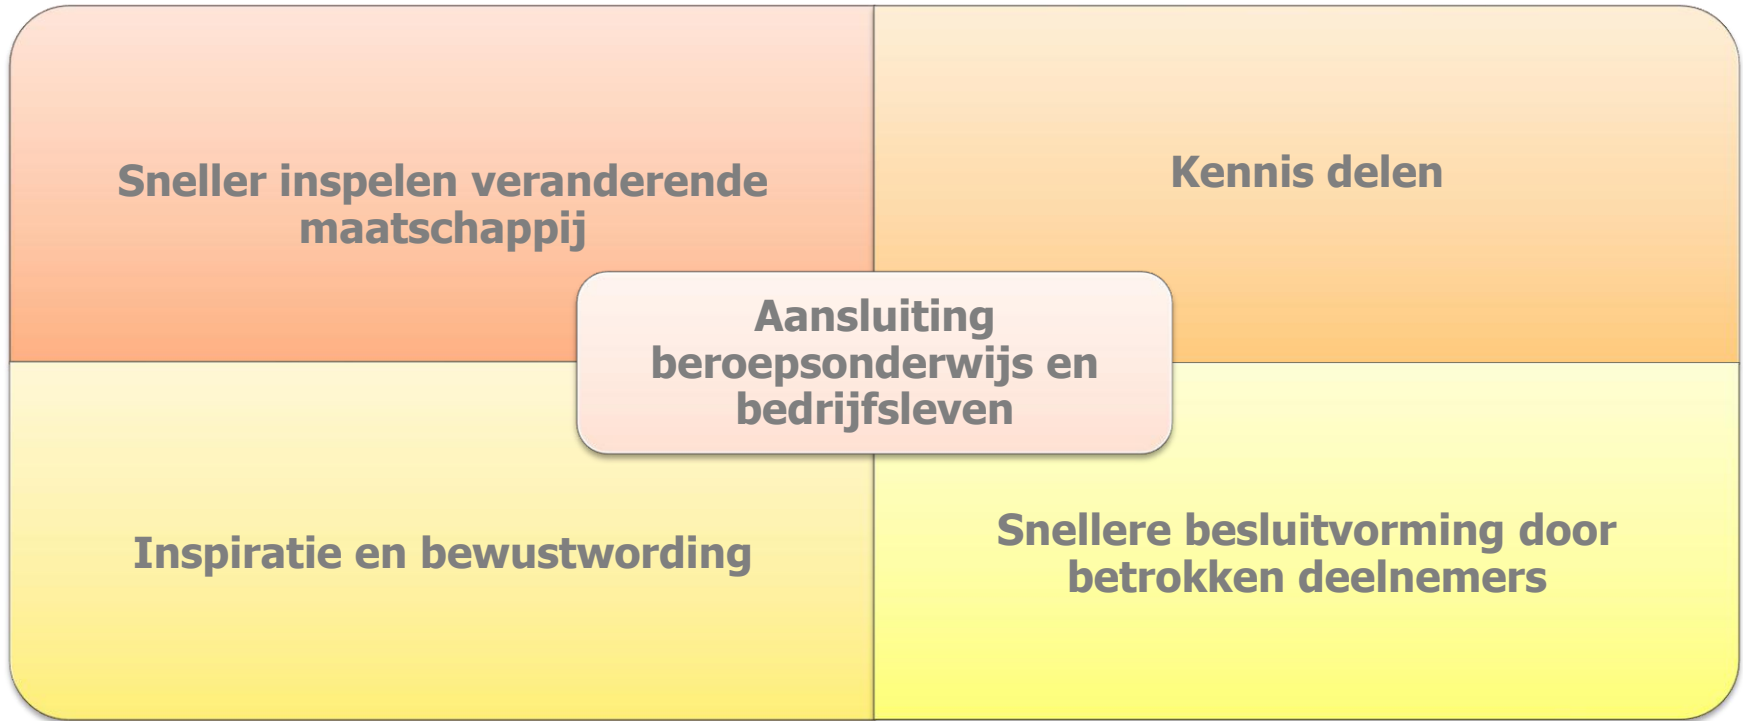 Sneller inspelen veranderende
maatschappij
Kennis delen
Aansluiting
beroepsonderwijs en
bedrijfsleven
Inspiratie en bewustwording
Snellere besluitvorming door
betrokken deelnemers